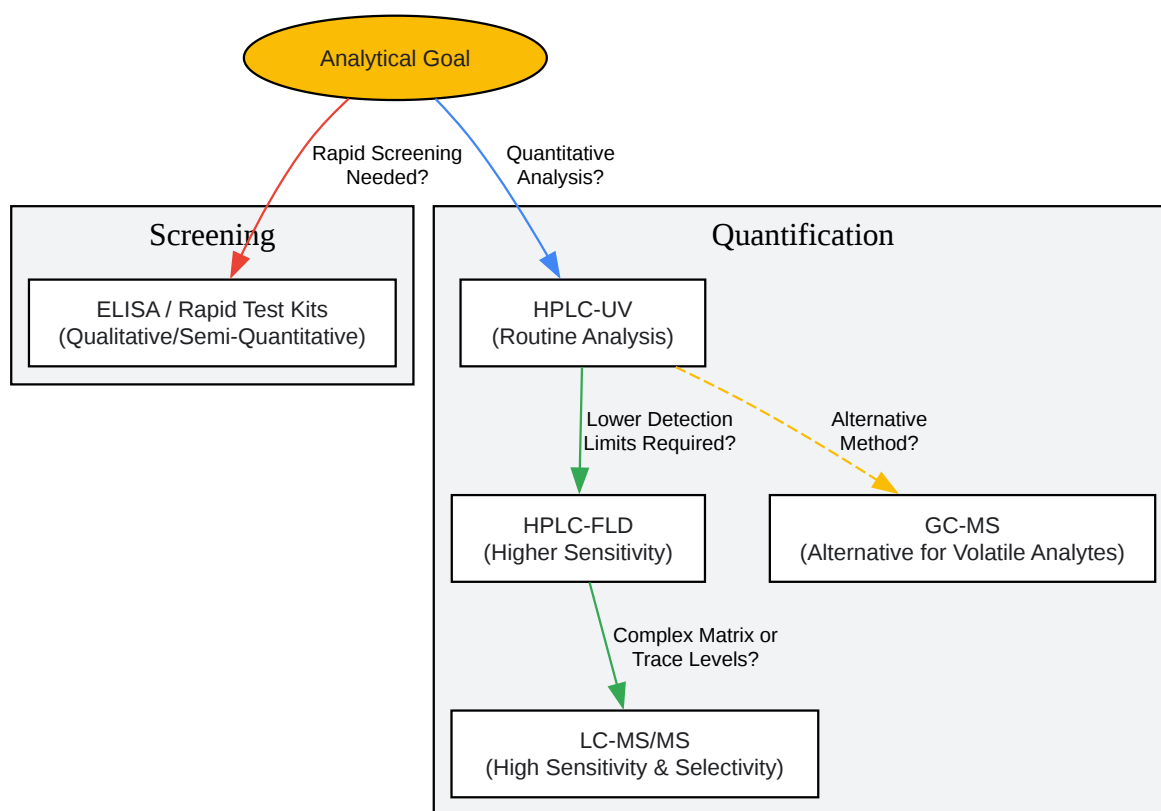 Analytical Goal
Rapid Screening
Needed?
Quantitative
Analysis?
Screening
ELISA / Rapid Test Kits
(Qualitative/Semi-Quantitative)
Quantification
HPLC-UV
(Routine Analysis)
Lower Detection
Limits Required?
Alternative
Method?
HPLC-FLD
(Higher Sensitivity)
GC-MS
(Alternative for Volatile Analytes)
Complex Matrix or
Trace Levels?
LC-MS/MS
(High Sensitivity & Selectivity)